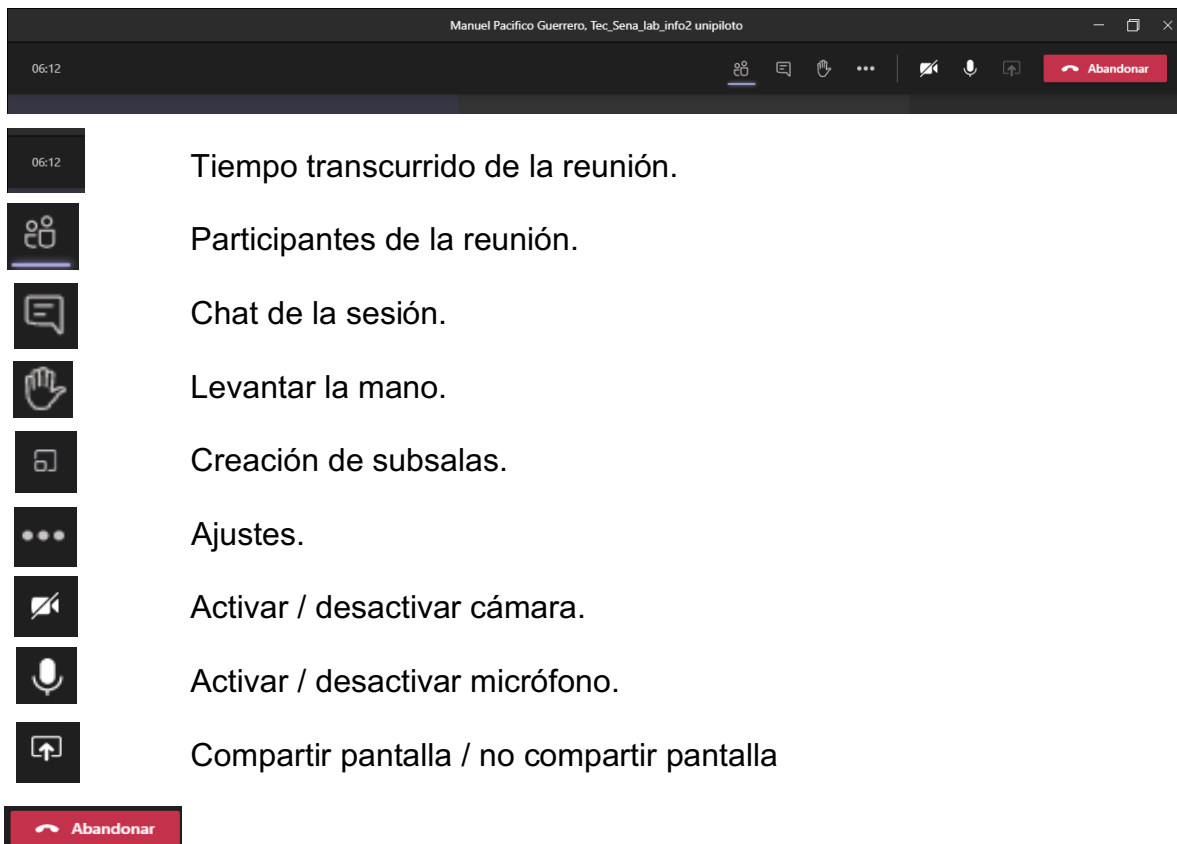 Manuel Pacifico Guerrero, Tec_Sena_lab_info2 unipiloto
06:12 Abandonar
06:12 Tiempo transcurrido de la reunión.
Participantes de la reunión.
Chat de la sesión.
Levantar la mano.
Creación de subsalas.
Ajustes.
Activar / desactivar cámara.
Activar / desactivar micrófono.
Compartir pantalla / no compartir pantalla
Abandonar